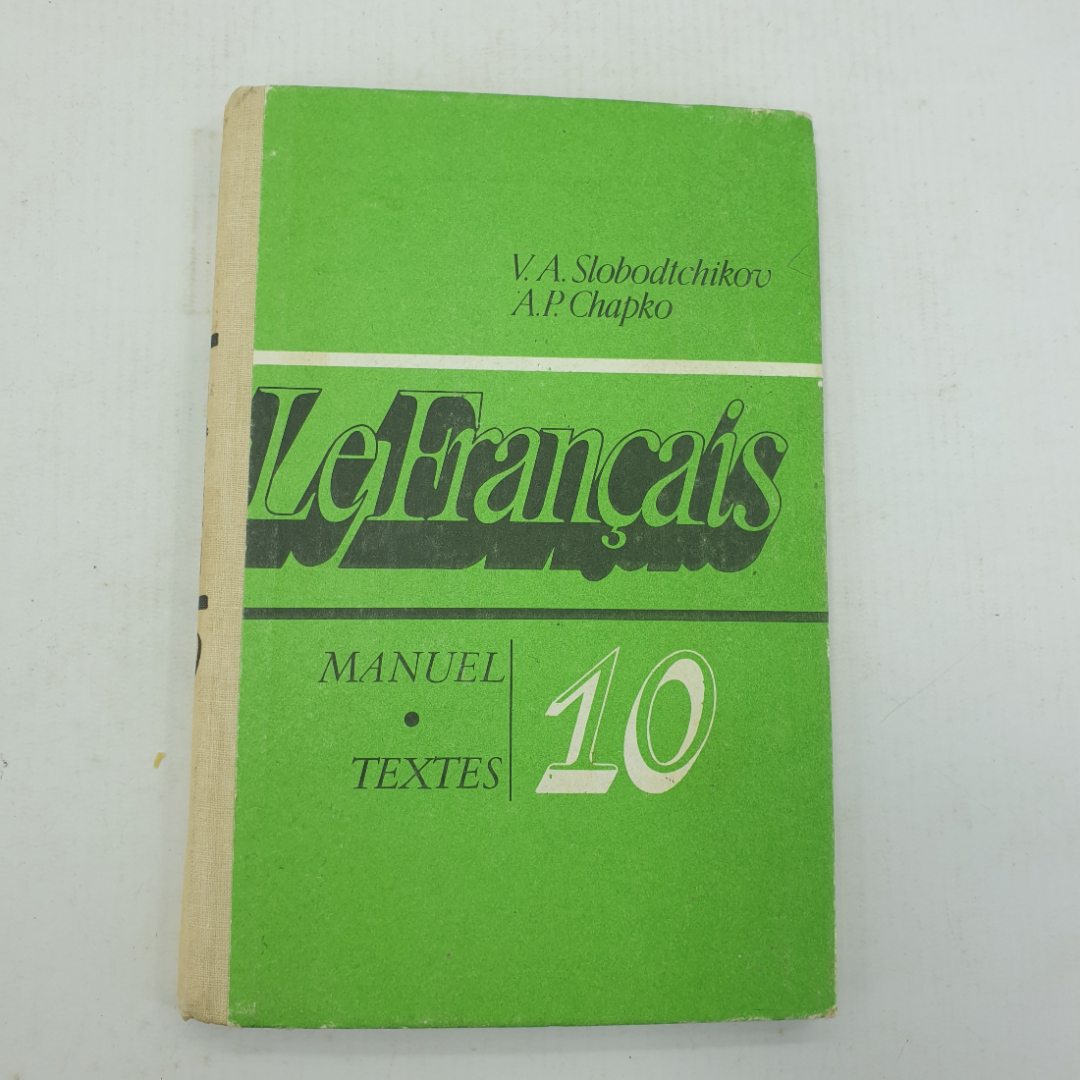 V. A. Slobodtchikov
A. P. Chapko
Le Français
MANUEL
•
TEXTES
10